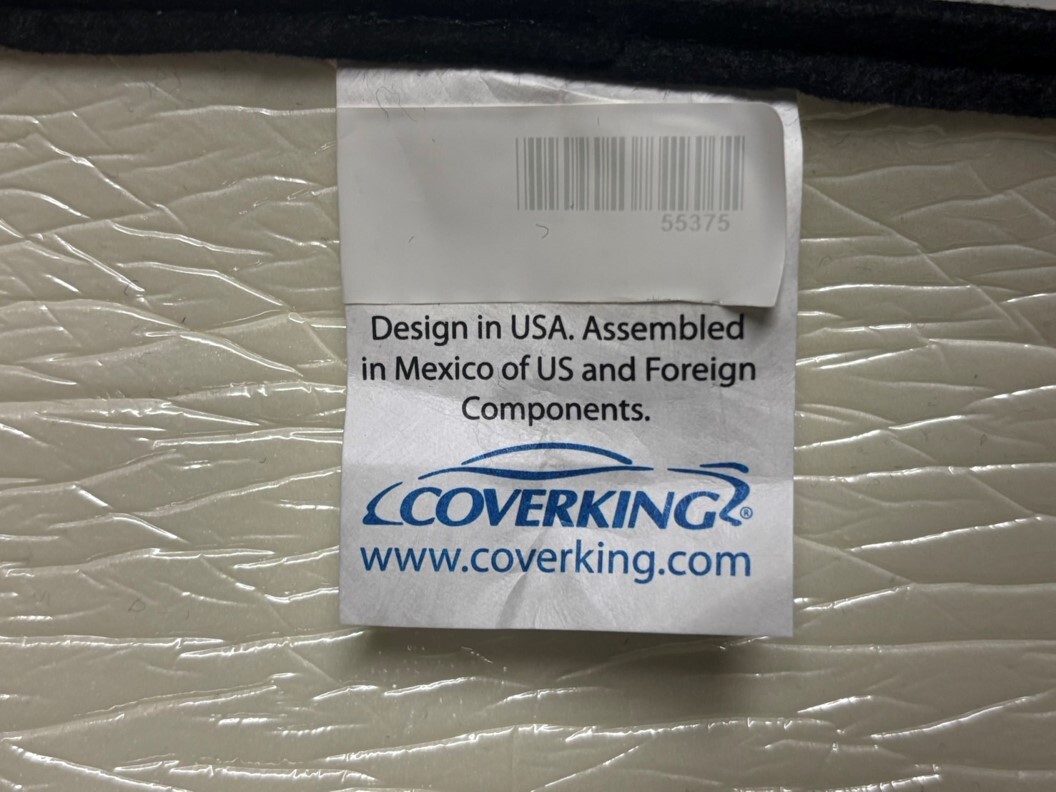 55375
Design in USA. Assembled
in Mexico of US and Foreign
Components.
COVERKING®
www.coverking.com